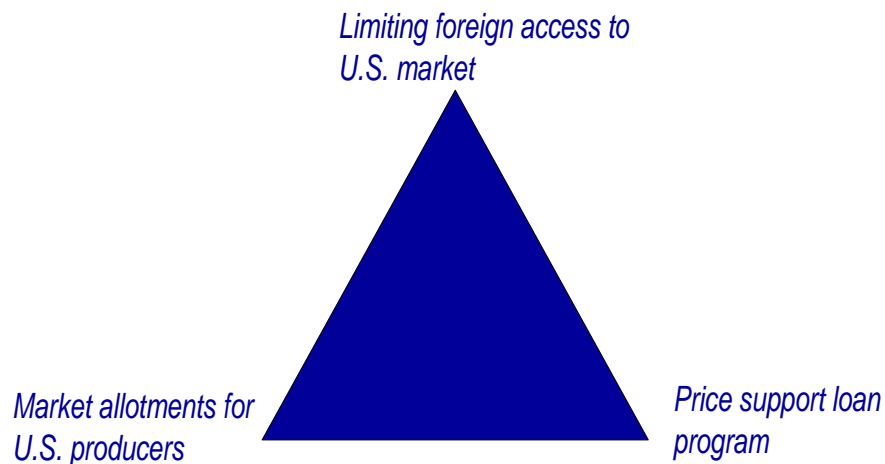 Limiting foreign access to
U.S. market
Market allotments for
U.S. producers
Price support loan
program